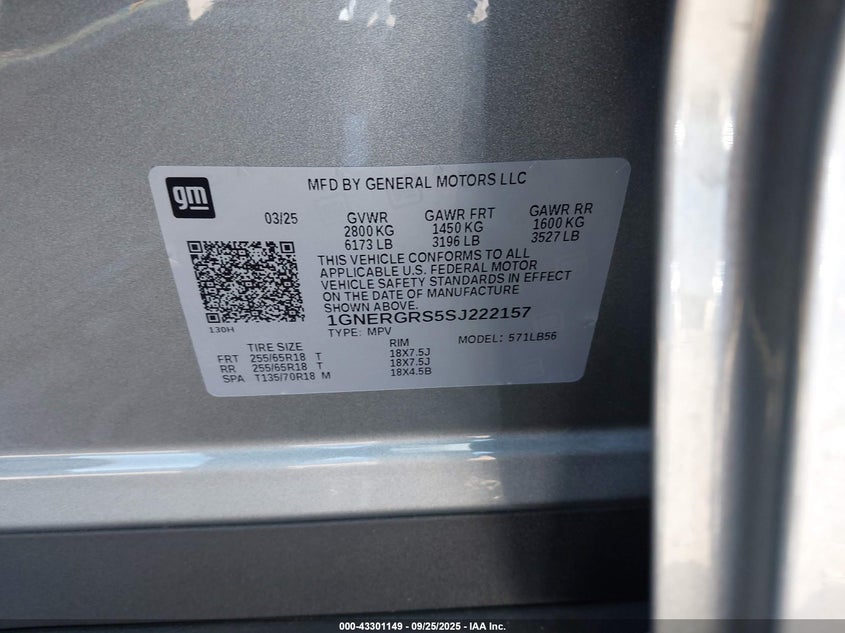 gm
MFD BY GENERAL MOTORS LLC
03/25 GVWR GAWR FRT GAWR RR
2800 KG 1450 KG 1600 KG
6173 LB 3196 LB 3527 LB
THIS VEHICLE CONFORMS TO ALL
APPLICABLE U.S. FEDERAL MOTOR
VEHICLE SAFETY STANDARDS IN EFFECT
ON THE DATE OF MANUFACTURE
SHOWN ABOVE.
1GNERGRS5SJ222157
130H
TYPE: MPV MODEL: 571LB56
TIRE SIZE RIM
FRT 255/65R18 T 18X7.5J
RR 255/65R18 T 18X7.5J
SPA T135/70R18 M 18X4.5B
000-43301149 - 09/25/2025 - IAA Inc.